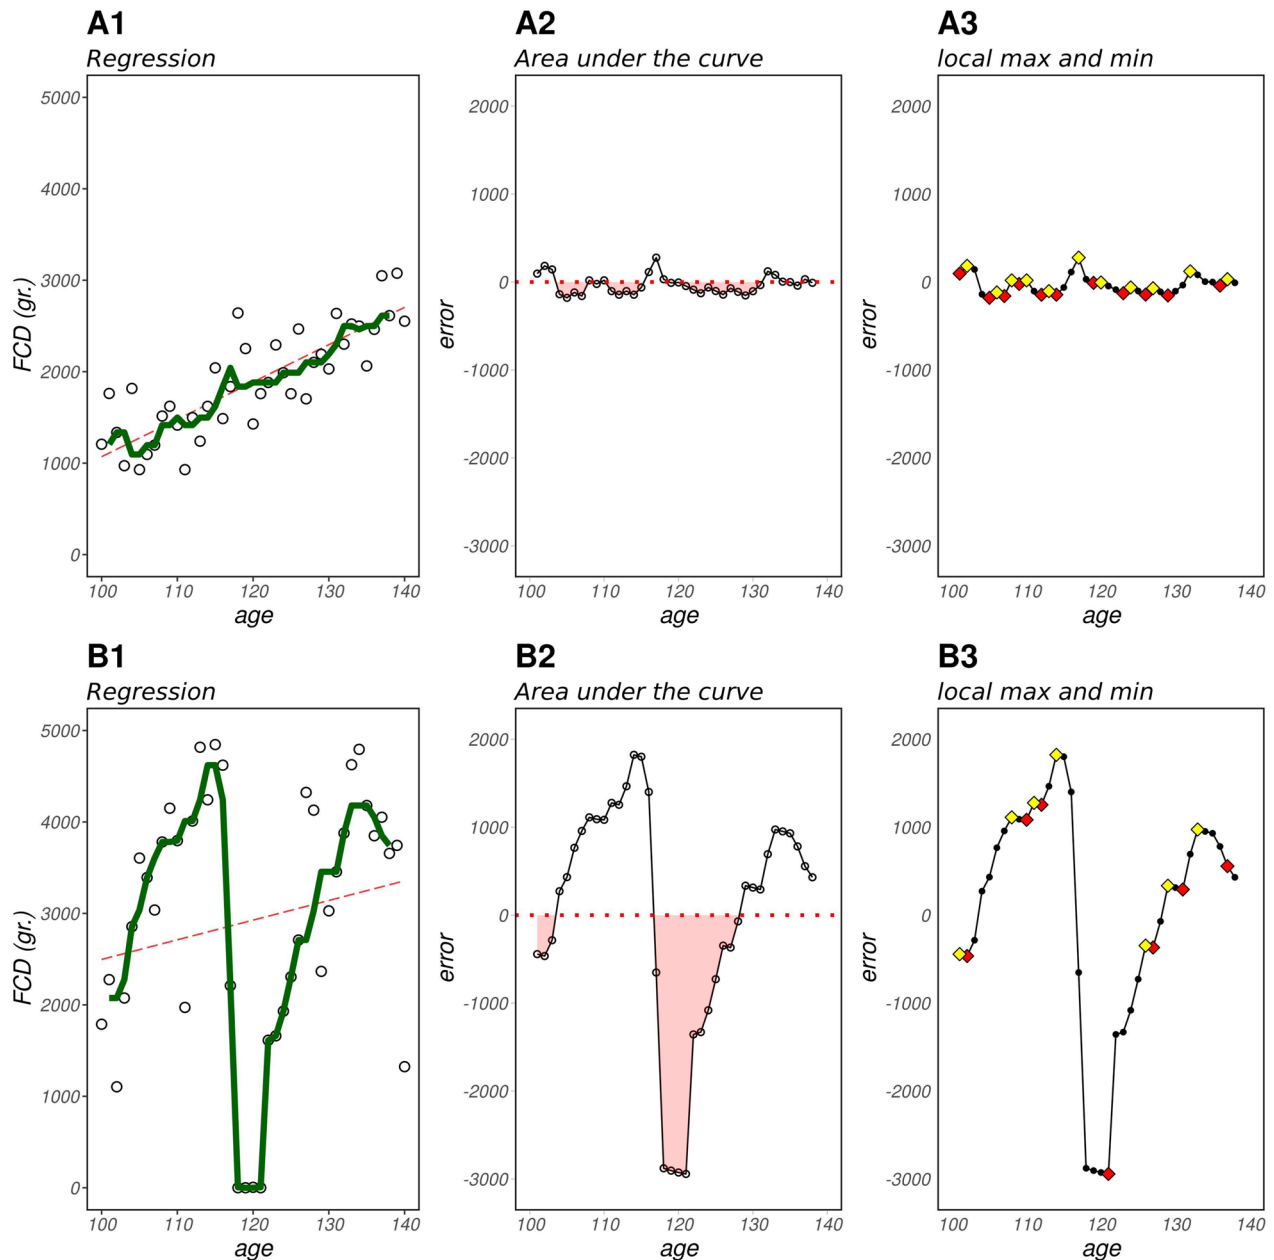 A1
Regression
5000
4000
3000
2000
1000
0
FCD (gr.)
100 110 120 130 140
age
A2
Area under the curve
2000
1000
0
-1000
-2000
-3000
error
100 110 120 130 140
age
A3
local max and min
2000
1000
0
-1000
-2000
-3000
error
100 110 120 130 140
age
B1
Regression
5000
4000
3000
2000
1000
0
FCD (gr.)
100 110 120 130 140
age
B2
Area under the curve
2000
1000
0
-1000
-2000
-3000
error
100 110 120 130 140
age
B3
local max and min
2000
1000
0
-1000
-2000
-3000
error
100 110 120 130 140
age